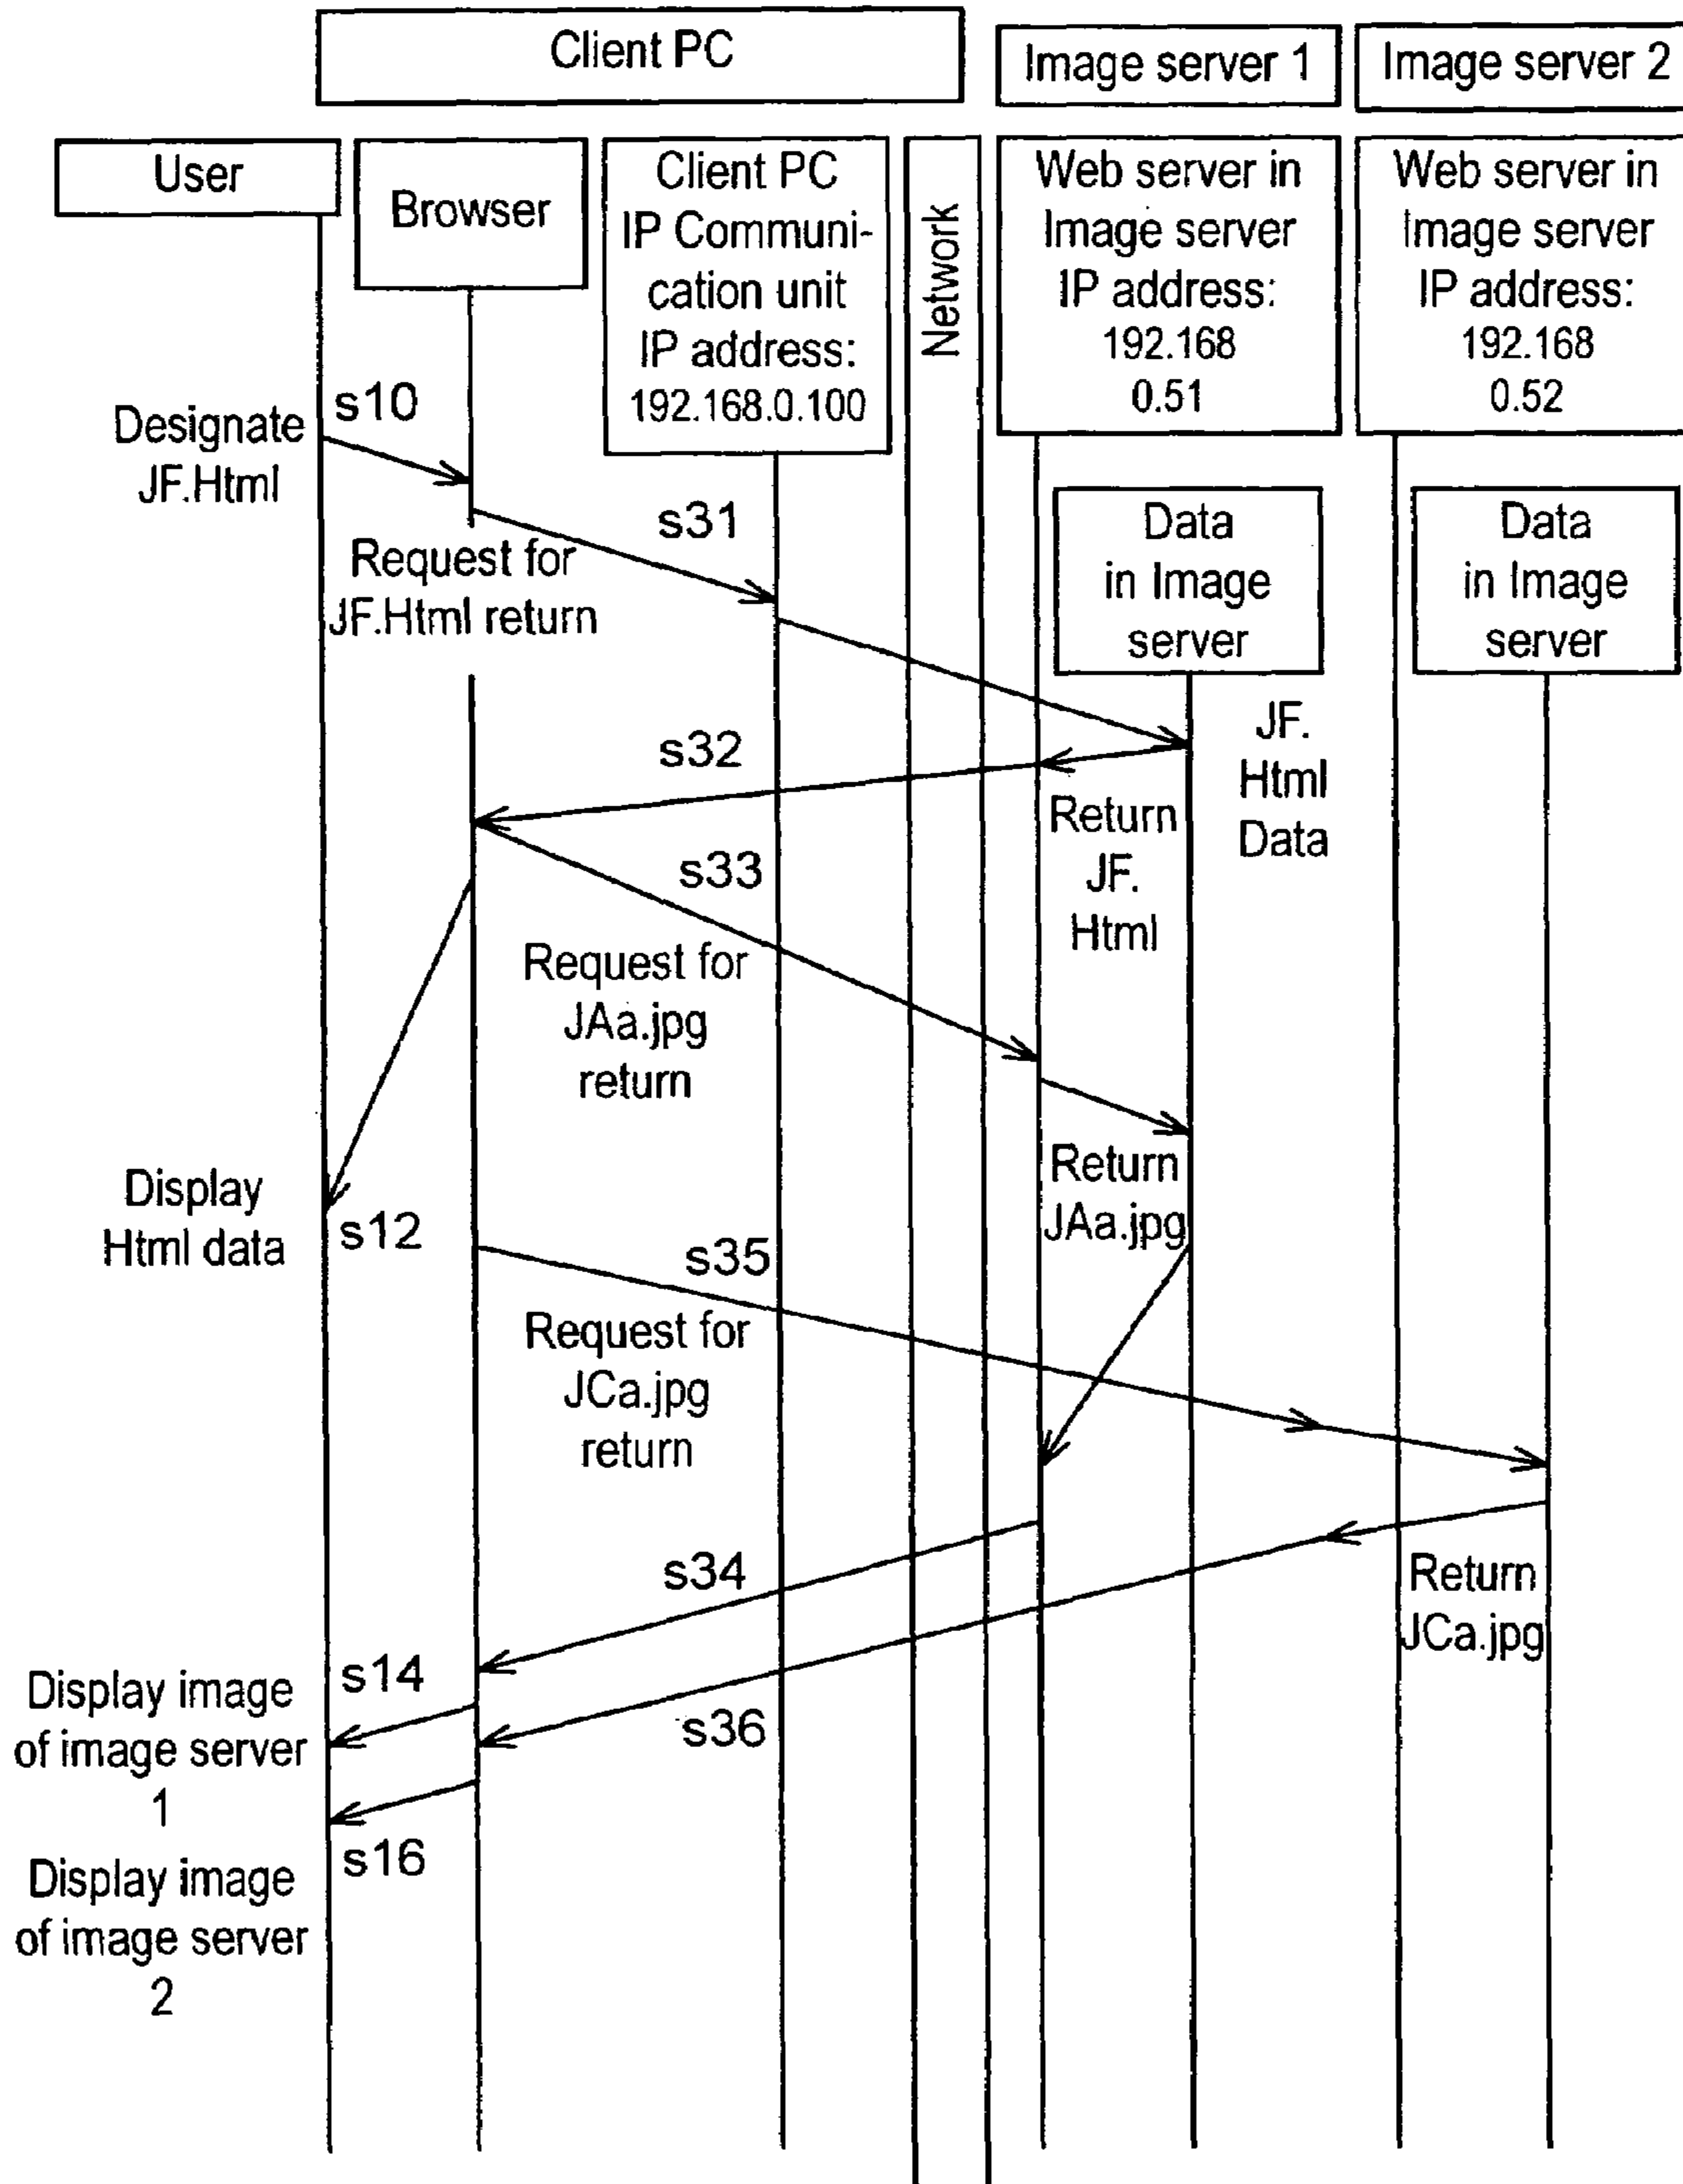 Client PC
Image server 1
Image server 2
User
Browser
Client PC
IP Communi-
cation unit
IP address:
192.168.0.100
Network
Web server in
Image server
IP address:
192.168
0.51
Web server in
Image server
IP address:
192.168
0.52
Designate
JF.Html
s10
s31
Request for
JF.Html return
Data
in Image
server
Data
in Image
server
s32
JF.
Html
Data
Return
JF.
Html
s33
Request for
JAa.jpg
return
Return
JAa.jpg
Display
Html data
s12
s35
Request for
JCa.jpg
return
s34
Return
JCa.jpg
Display image
of image server
1
s14
s36
s16
Display image
of image server
2